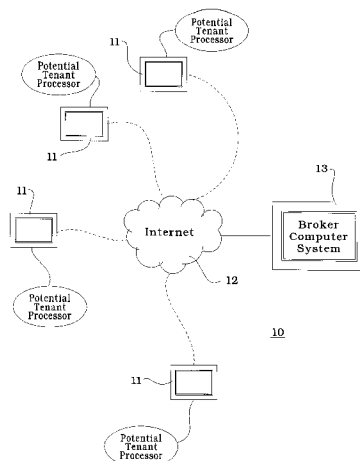 Potential
Tenant
Processor
11
Potential
Tenant
Processor
11
11
13
Internet
Broker
Computer
System
12
Potential
Tenant
Processor
10
11
Potential
Tenant
Processor